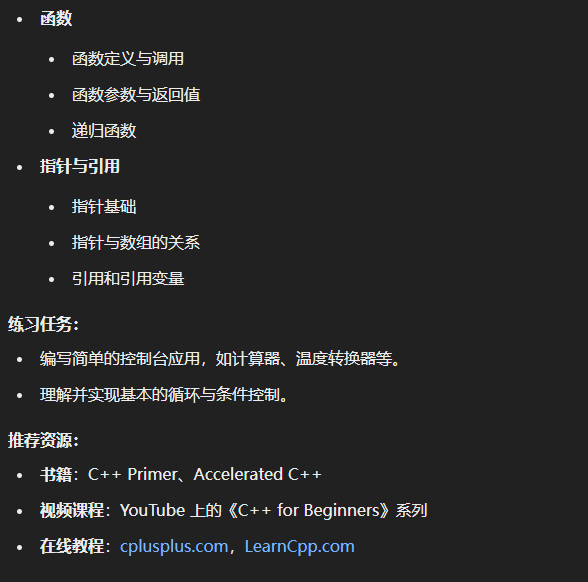 函数
函数定义与调用
函数参数与返回值
递归函数
指针与引用
指针基础
指针与数组的关系
引用和引用变量
练习任务：
编写简单的控制台应用，如计算器、温度转换器等。
理解并实现基本的循环与条件控制。
推荐资源：
书籍：C++ Primer、Accelerated C++
视频课程：YouTube 上的《C++ for Beginners》系列
在线教程：cplusplus.com，LearnCpp.com